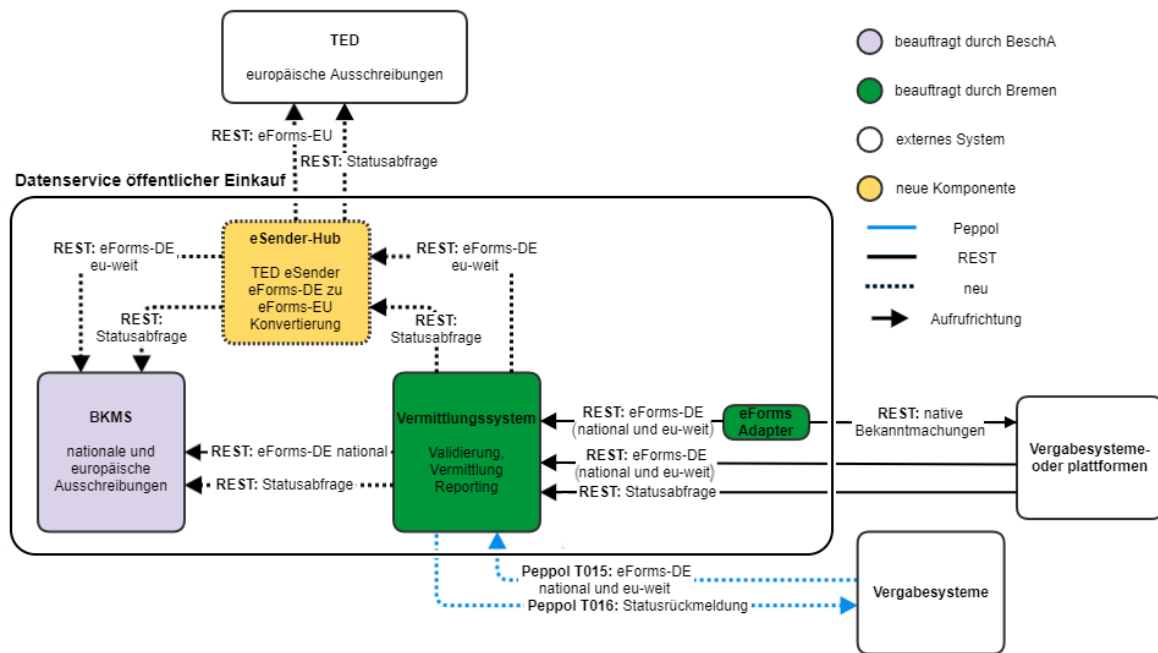 TED
europäische Ausschreibungen
beauftragt durch BeschA
beauftragt durch Bremen
externes System
neue Komponente
Peppol
REST
neu
Aufrufrichtung
REST: eForms-EU
REST: Statusabfrage
Datenservice öffentlicher Einkauf
REST: eForms-DE
eu-weit
eSender-Hub
TED eSender
eForms-DE zu
eForms-EU
Konvertierung
REST: eForms-DE
eu-weit
REST:
Statusabfrage
REST:
Statusabfrage
BKMS
nationale und
europäische
Ausschreibungen
REST: eForms-DE national
REST: Statusabfrage
Vermittlungssystem
Validierung,
Vermittlung
Reporting
REST: eForms-DE
(national und eu-weit)
eForms
Adapter
REST: native
Bekanntmachungen
REST: eForms-DE
(national und eu-weit)
REST: Statusabfrage
Vergabesysteme-
oder plattformen
Peppol T015: eForms-DE
national und eu-weit
Peppol T016: Statusrückmeldung
Vergabesysteme